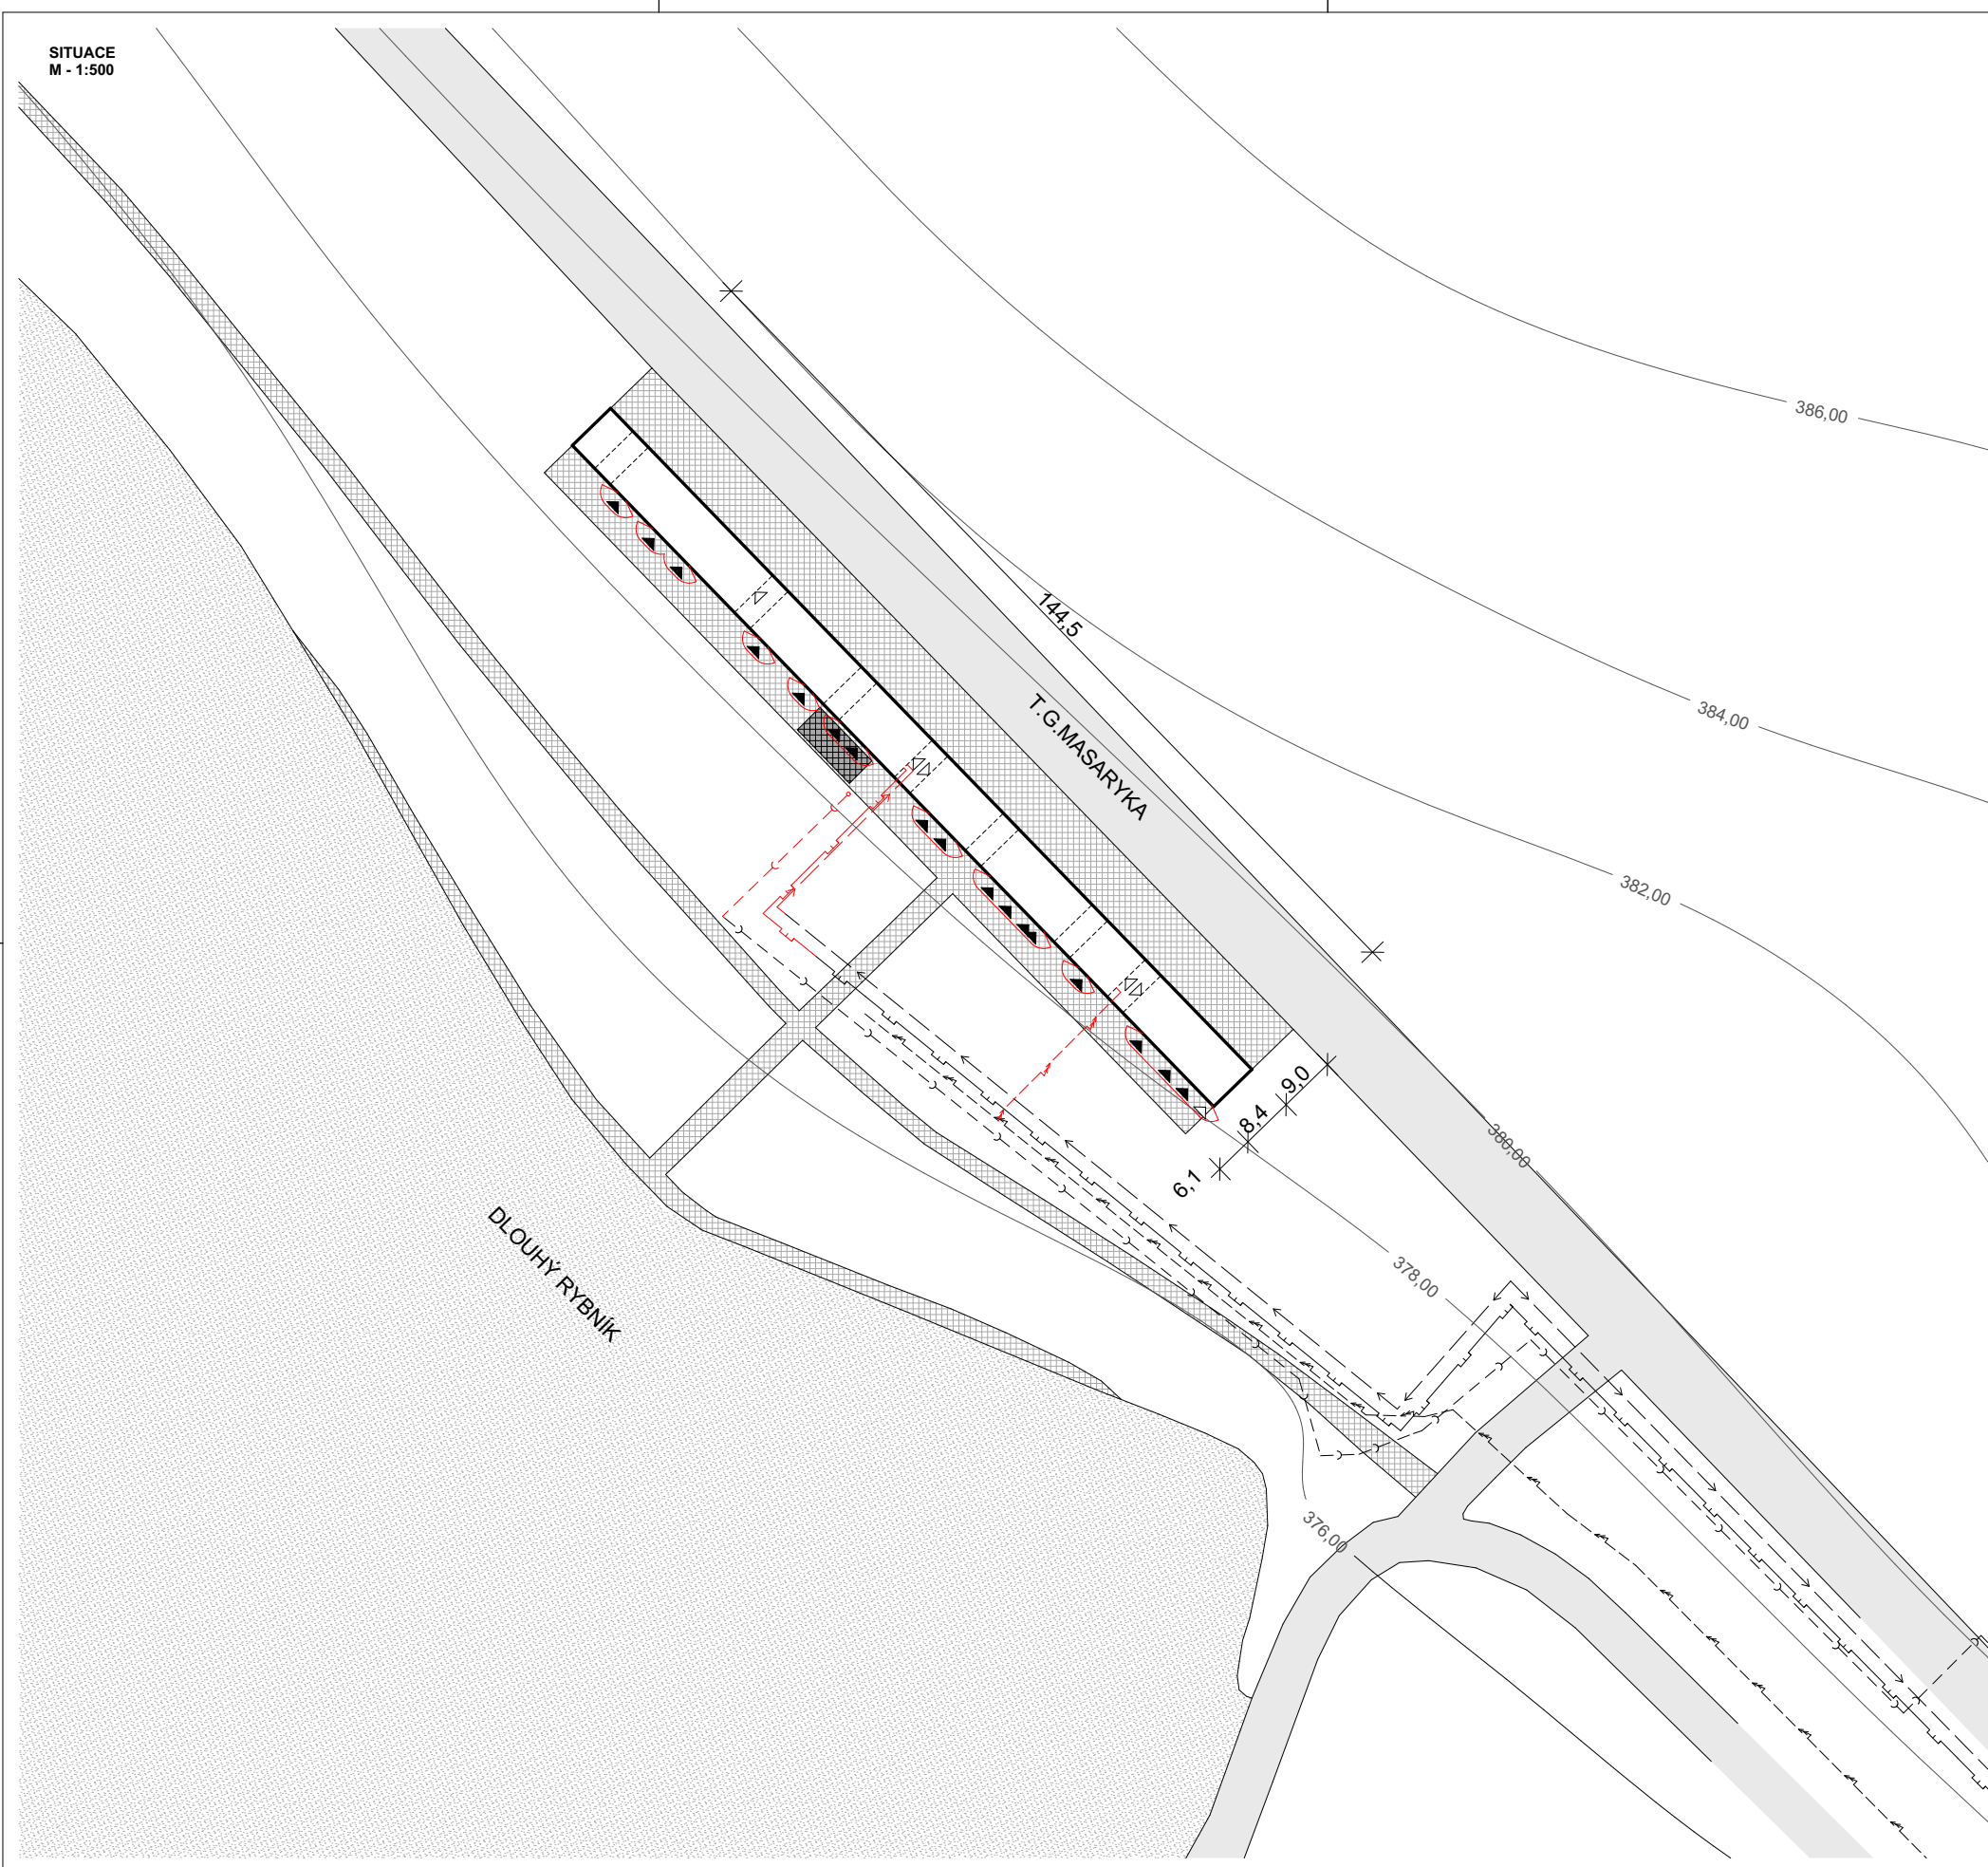 SITUACE
M - 1:500
386,00
144,5
T.G.MASARYKA
384,00
382,00
9,0
8,4
6,1
380,00
DLOUHÝ RYBNÍK
378,00
376,00